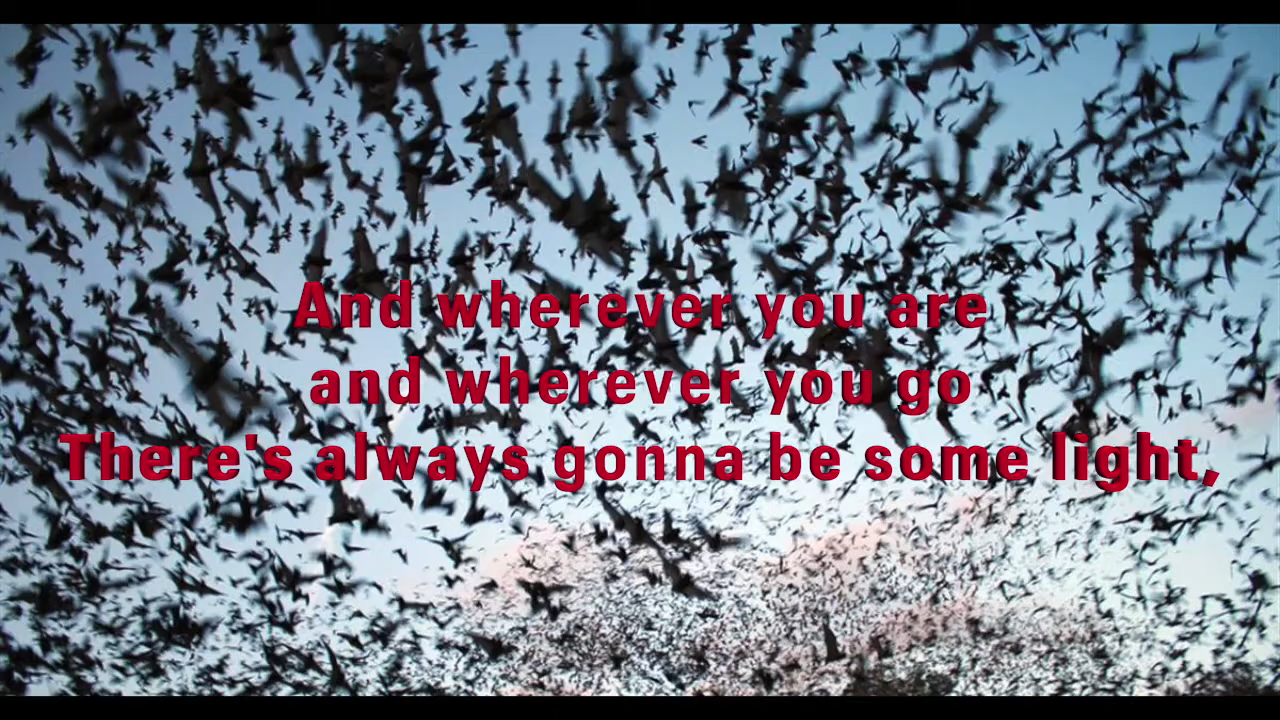 And wherever you are
and wherever you go
There's always gonna be some light,